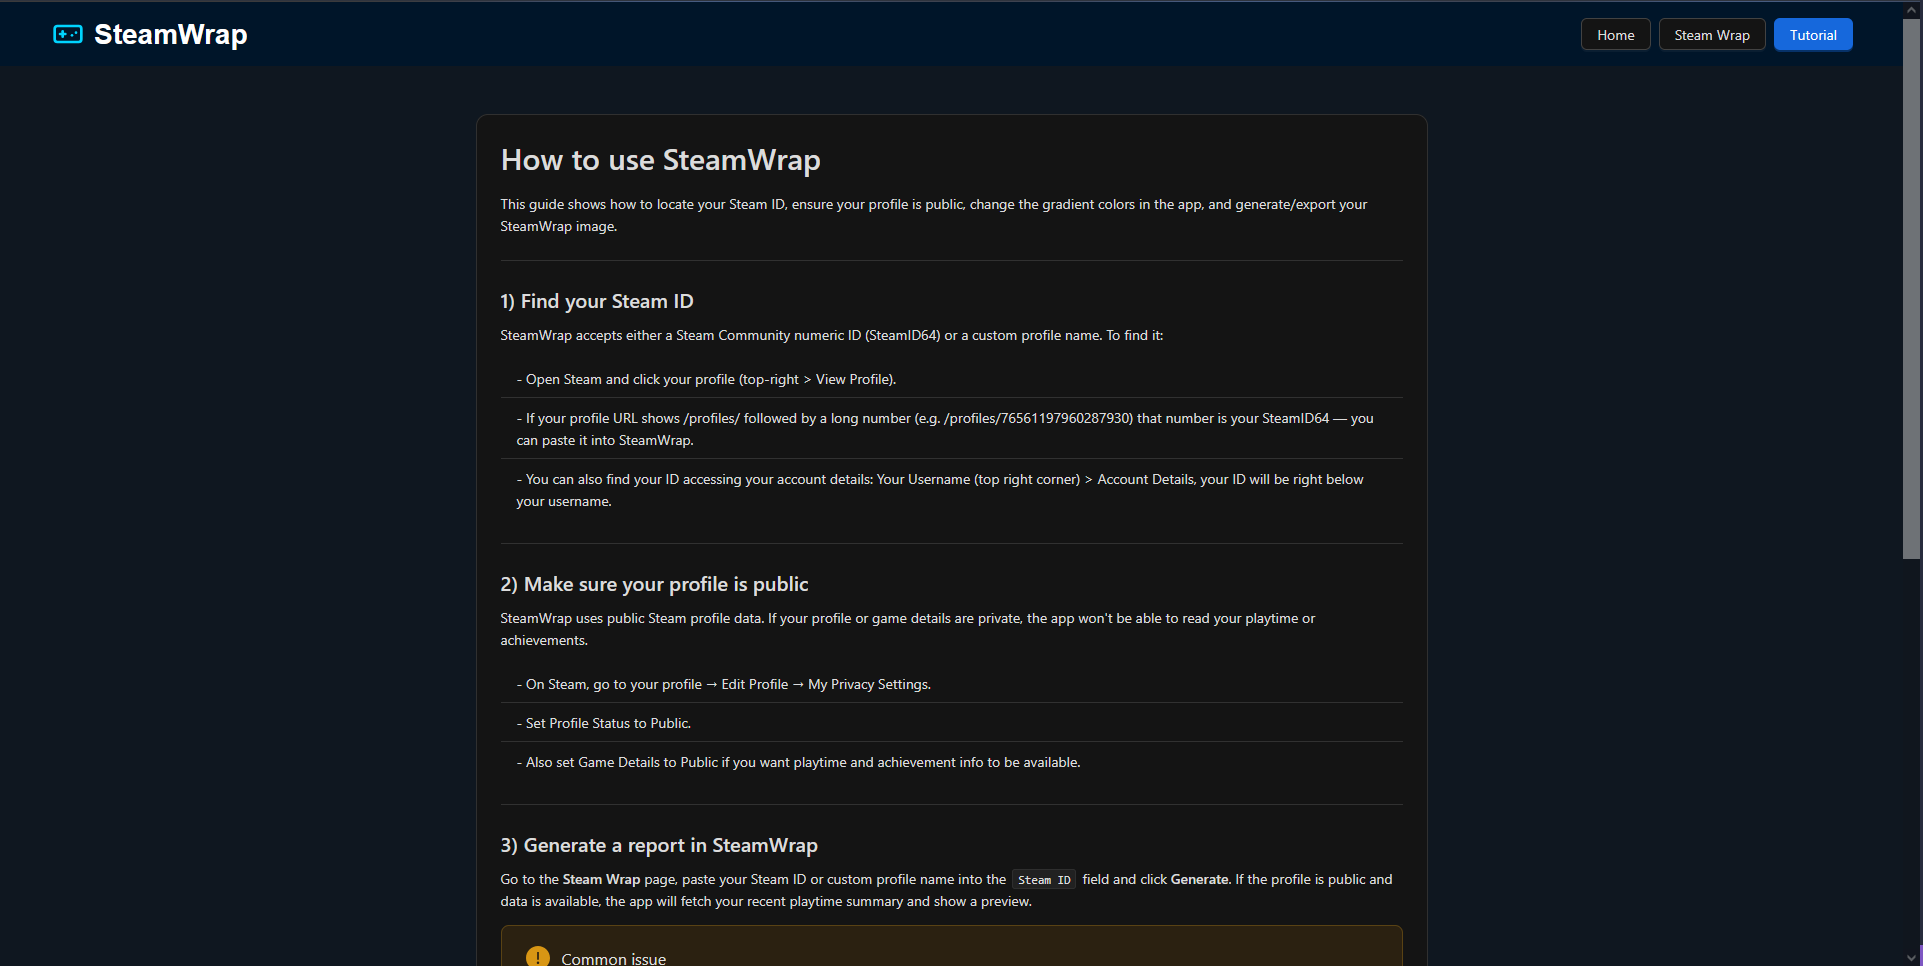 SteamWrap
Home
Steam Wrap
Tutorial
How to use SteamWrap
This guide shows how to locate your Steam ID, ensure your profile is public, change the gradient colors in the app, and generate/export your
SteamWrap image.
1) Find your Steam ID
SteamWrap accepts either a Steam Community numeric ID (SteamID64) or a custom profile name. To find it:
- Open Steam and click your profile (top-right > View Profile).
- If your profile URL shows /profiles/ followed by a long number (e.g. /profiles/76561197960287930) that number is your SteamID64 — you
can paste it into SteamWrap.
- You can also find your ID accessing your account details: Your Username (top right corner) > Account Details, your ID will be right below
your username.
2) Make sure your profile is public
SteamWrap uses public Steam profile data. If your profile or game details are private, the app won't be able to read your playtime or
achievements.
- On Steam, go to your profile → Edit Profile → My Privacy Settings.
- Set Profile Status to Public.
- Also set Game Details to Public if you want playtime and achievement info to be available.
3) Generate a report in SteamWrap
Go to the Steam Wrap page, paste your Steam ID or custom profile name into the Steam ID field and click Generate. If the profile is public and
data is available, the app will fetch your recent playtime summary and show a preview.
Common issue